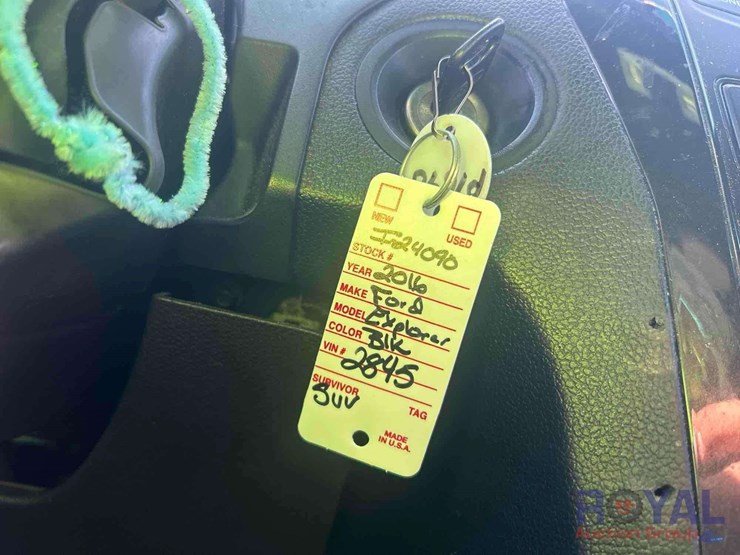 NEW
USED
STOCK # In24090
YEAR 2016
MAKE Ford
MODEL Explorer
COLOR Blk
VIN # 2845
SURVIVOR TAG
SUV
MADE
IN U.S.A.
ROYAL